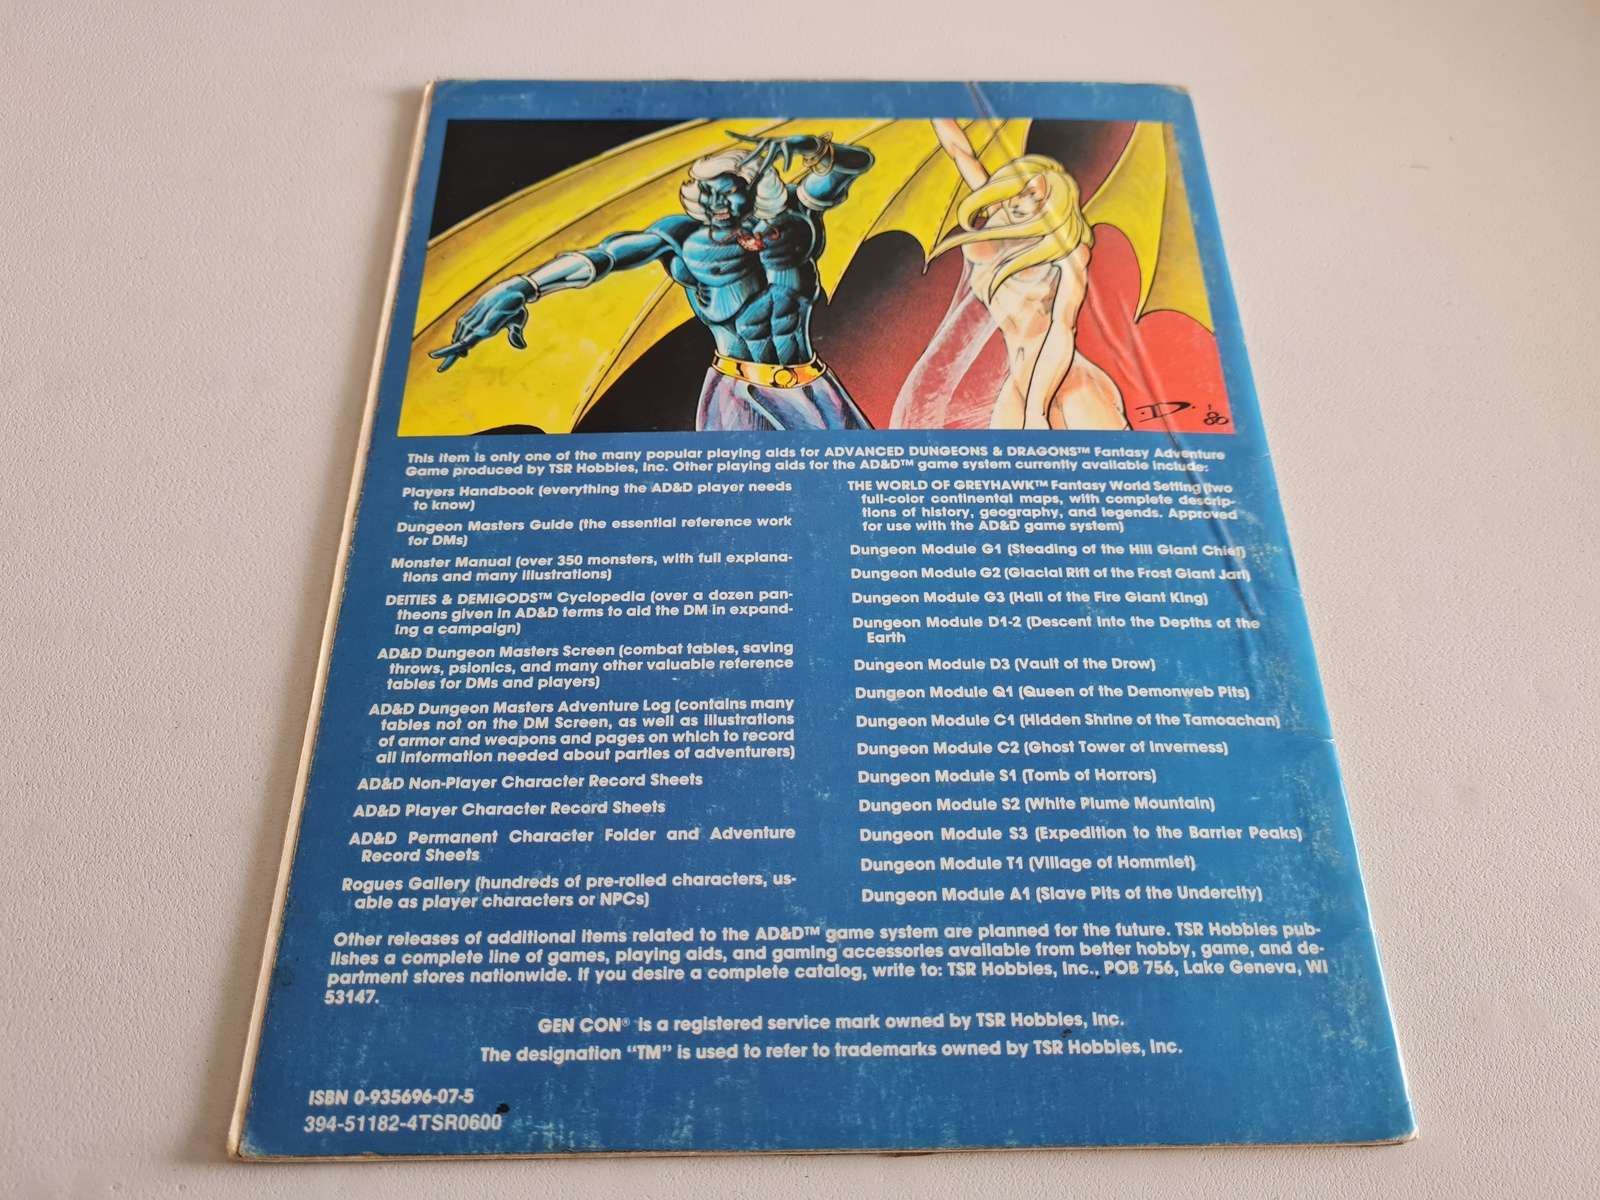 .D. '80
This item is only one of the many popular playing aids for ADVANCED DUNGEONS & DRAGONS™ Fantasy Adventure
Game produced by TSR Hobbies, Inc. Other playing aids for the AD&D™ game system currently available include:
Players Handbook (everything the AD&D player needs
to know)
Dungeon Masters Guide (the essential reference work
for DMs)
Monster Manual (over 350 monsters, with full explana-
tions and many illustrations)
DEITIES & DEMIGODS™ Cyclopedia (over a dozen pan-
theons given in AD&D terms to aid the DM in expand-
ing a campaign)
AD&D Dungeon Masters Screen (combat tables, saving
throws, psionics, and many other valuable reference
tables for DMs and players)
AD&D Dungeon Masters Adventure Log (contains many
tables not on the DM Screen, as well as illustrations
of armor and weapons and pages on which to record
all information needed about parties of adventurers)
AD&D Non-Player Character Record Sheets
AD&D Player Character Record Sheets
AD&D Permanent Character Folder and Adventure
Record Sheets
Rogues Gallery (hundreds of pre-rolled characters, us-
able as player characters or NPCs)
THE WORLD OF GREYHAWK™ Fantasy World Setting (two
full-color continental maps, with complete descrip-
tions of history, geography, and legends. Approved
for use with the AD&D game system)
Dungeon Module G1 (Steading of the Hill Giant Chief)
Dungeon Module G2 (Glacial Rift of the Frost Giant Jarl)
Dungeon Module G3 (Hall of the Fire Giant King)
Dungeon Module D1-2 (Descent Into the Depths of the
Earth
Dungeon Module D3 (Vault of the Drow)
Dungeon Module Q1 (Queen of the Demonweb Pits)
Dungeon Module C1 (Hidden Shrine of the Tamoachan)
Dungeon Module C2 (Ghost Tower of Inverness)
Dungeon Module S1 (Tomb of Horrors)
Dungeon Module S2 (White Plume Mountain)
Dungeon Module S3 (Expedition to the Barrier Peaks)
Dungeon Module T1 (Village of Hommlet)
Dungeon Module A1 (Slave Pits of the Undercity)
Other releases of additional items related to the AD&D™ game system are planned for the future. TSR Hobbies pub-
lishes a complete line of games, playing aids, and gaming accessories available from better hobby, game, and de-
partment stores nationwide. If you desire a complete catalog, write to: TSR Hobbies, Inc., POB 756, Lake Geneva, WI
53147.
GEN CON® is a registered service mark owned by TSR Hobbies, Inc.
The designation "TM" is used to refer to trademarks owned by TSR Hobbies, Inc.
ISBN 0-935696-07-5
394-51182-4TSR0600